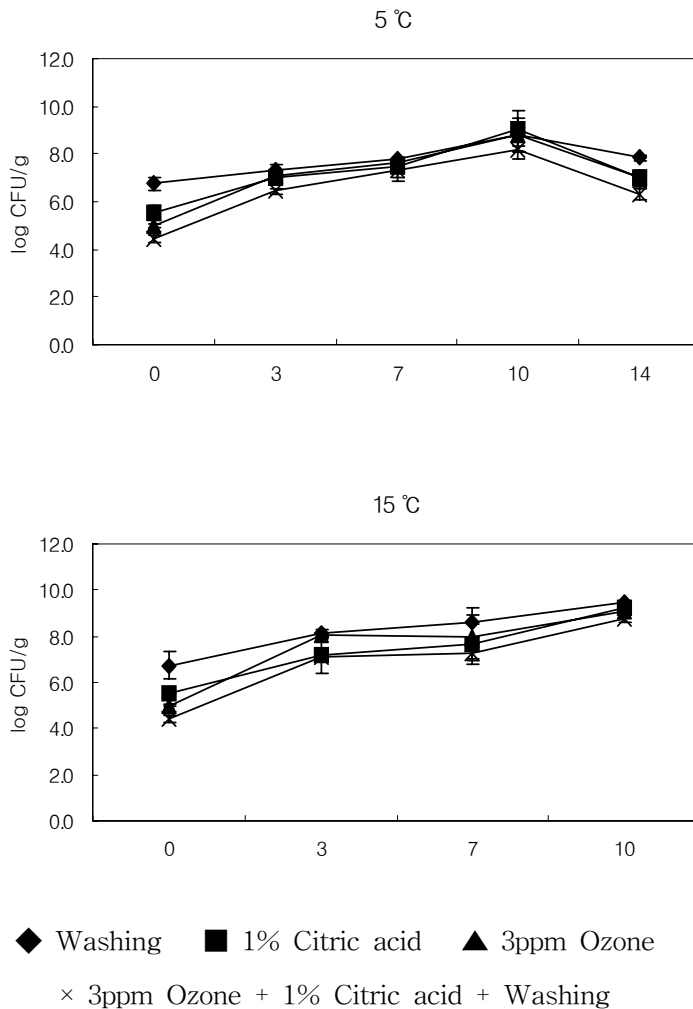 5 ℃
12.0
10.0
8.0
6.0
4.0
2.0
0.0
log CFU/g
0 3 7 10 14
15 ℃
12.0
10.0
8.0
6.0
4.0
2.0
0.0
log CFU/g
0 3 7 10
◆ Washing ■ 1% Citric acid ▲ 3ppm Ozone
× 3ppm Ozone + 1% Citric acid + Washing